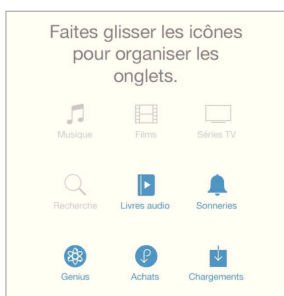 Faites glisser les icônes
pour organiser les
onglets.
Musique Films Séries TV
Recherche Livres audio Sonneries
Genius Achats Chargements